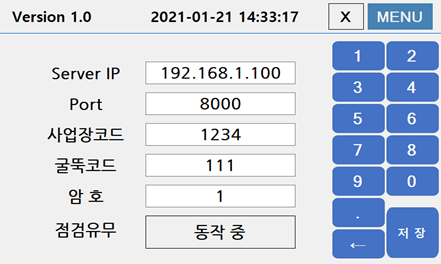 Version 1.0 2021-01-21 14:33:17 X MENU
Server IP 192.168.1.100
Port 8000
사업장코드 1234
굴뚝코드 111
암 호 1
점검유무 동작 중
1 2
3 4
5 6
7 8
9 0
.
← 저 장